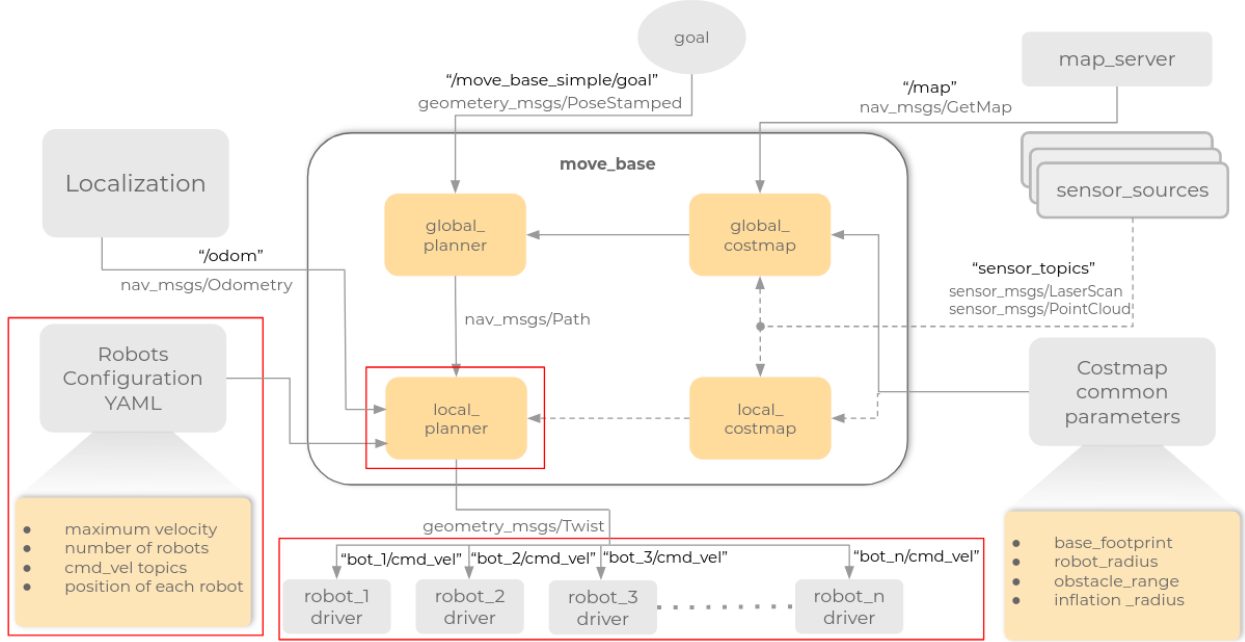 goal
map_server
“/move_base_simple/goal”
geometery_msgs/PoseStamped
“/map”
nav_msgs/GetMap
move_base
Localization
sensor_sources
global_
planner
global_
costmap
“/odom”
nav_msgs/Odometry
“sensor_topics”
sensor_msgs/LaserScan
sensor_msgs/PointCloud
nav_msgs/Path
Robots
Configuration
YAML
local_
planner
local_
costmap
Costmap
common
parameters
geometry_msgs/Twist
● maximum velocity
● number of robots
● cmd_vel topics
● position of each robot
● base_footprint
● robot_radius
● obstacle_range
● inflation _radius
“bot_1/cmd_vel” “bot_2/cmd_vel” “bot_3/cmd_vel” “bot_n/cmd_vel”
robot_1
driver
robot_2
driver
robot_3
driver
robot_n
driver